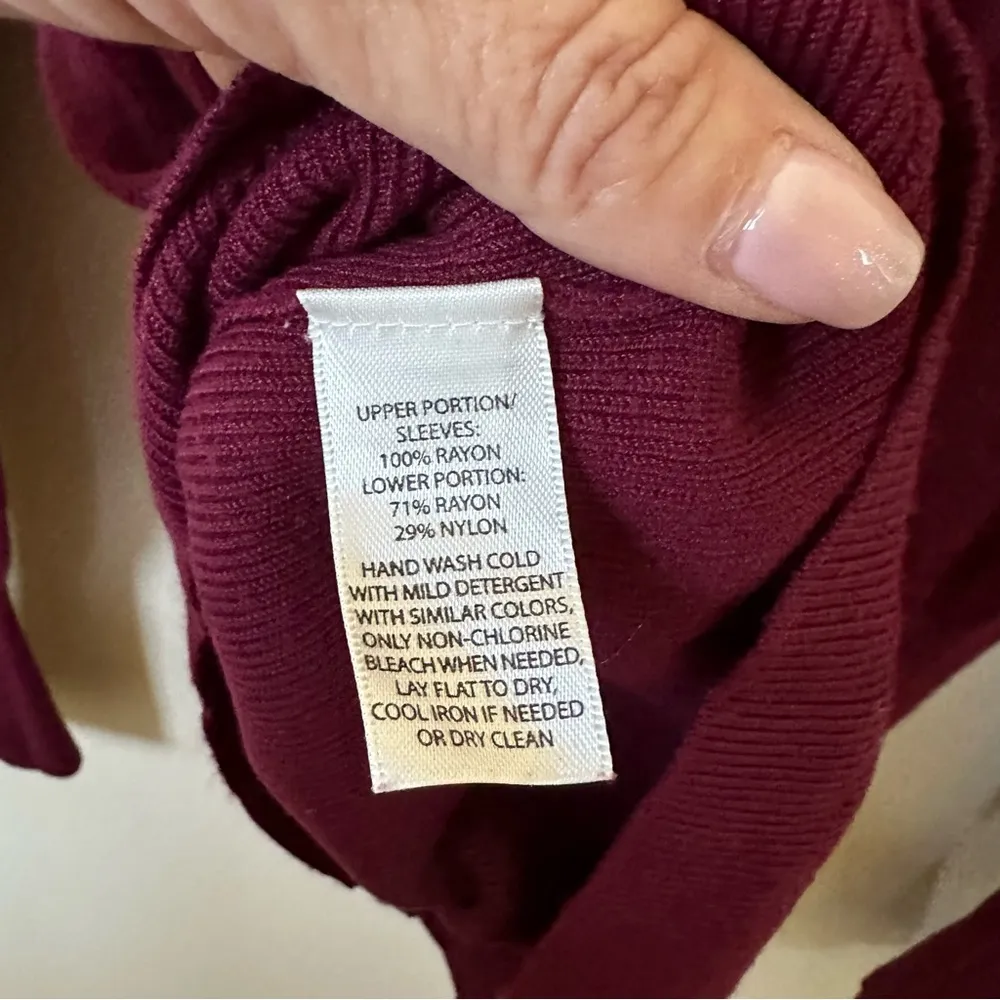 UPPER PORTION/
SLEEVES:
100% RAYON
LOWER PORTION:
71% RAYON
29% NYLON
HAND WASH COLD
WITH MILD DETERGENT
WITH SIMILAR COLORS,
ONLY NON-CHLORINE
BLEACH WHEN NEEDED,
LAY FLAT TO DRY,
COOL IRON IF NEEDED
OR DRY CLEAN